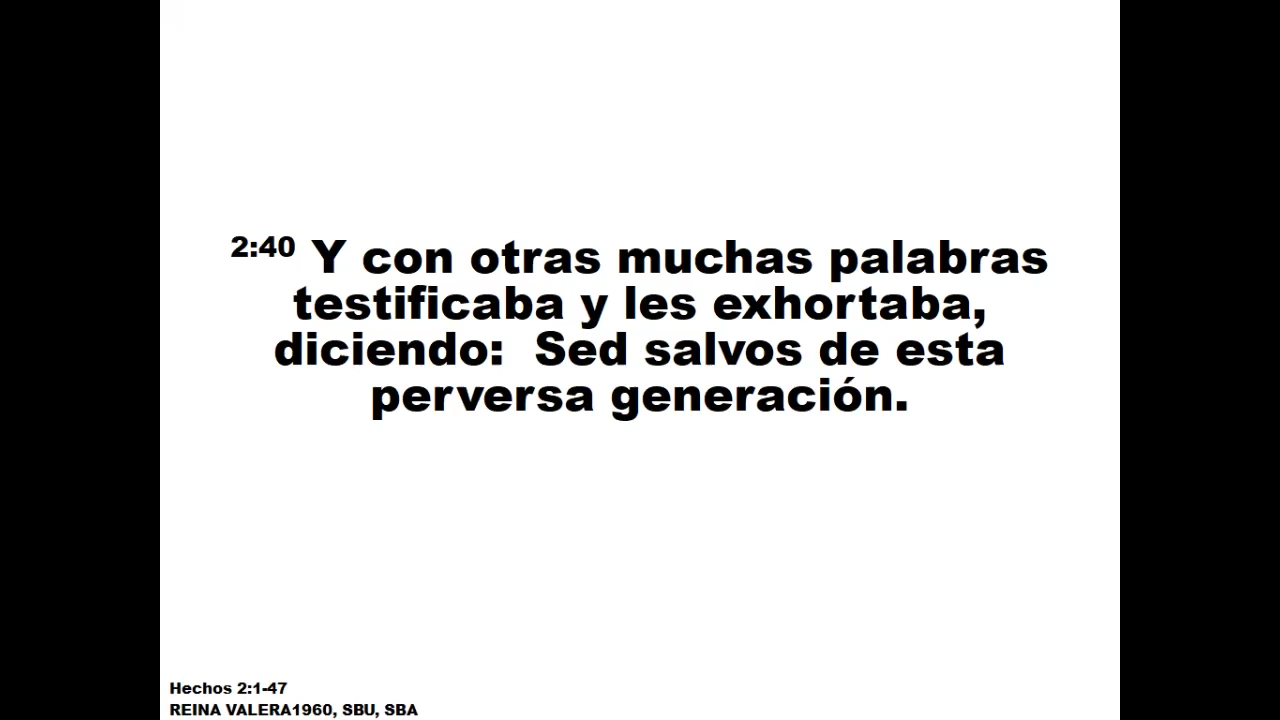 2:40 Y con otras muchas palabras
testificaba y les exhortaba,
diciendo:  Sed salvos de esta
perversa generación.
Hechos 2:1-47
REINA VALERA1960, SBU, SBA